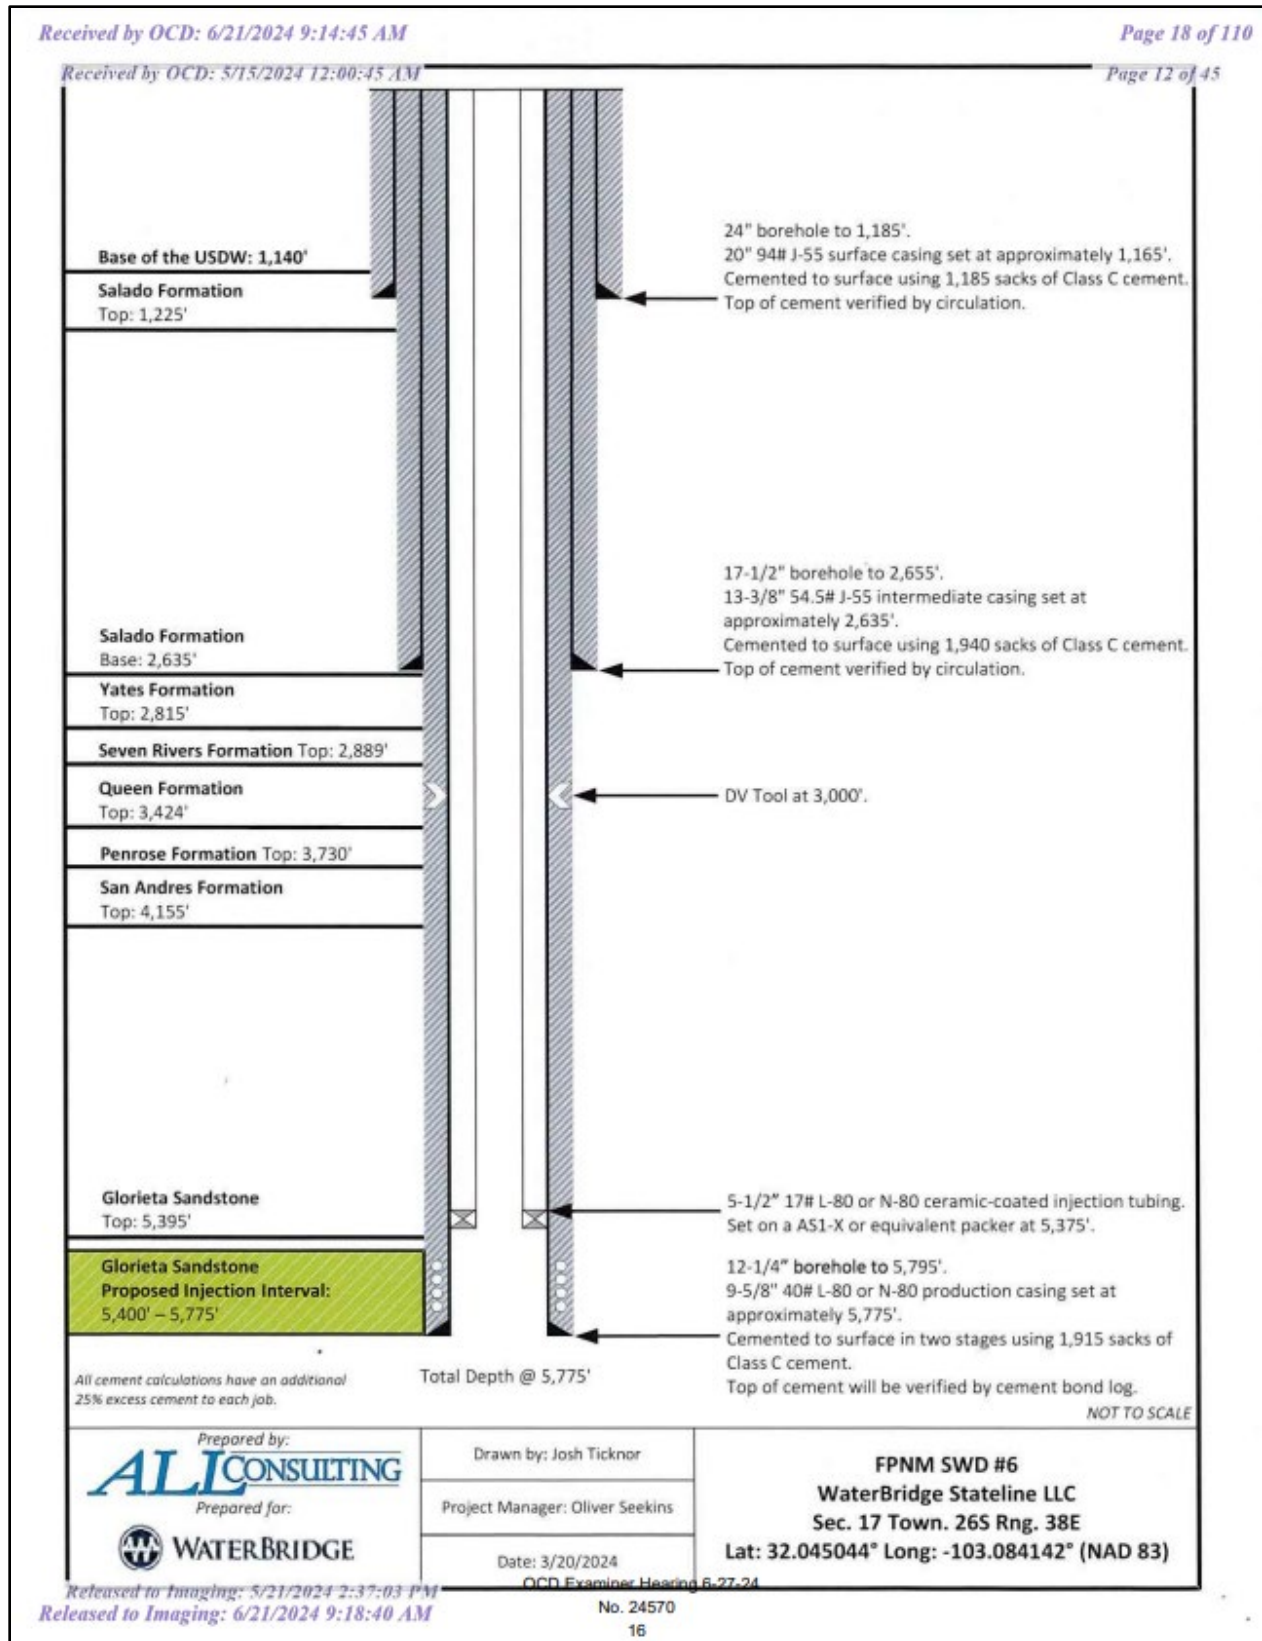 Received by OCD: 6/21/2024 9:14:45 AM
Page 18 of 110
Received by OCD: 5/15/2024 12:00:45 AM
Page 12 of 45
Base of the USDW: 1,140'
Salado Formation
Top: 1,225'
24" borehole to 1,185'.
20" 94# J-55 surface casing set at approximately 1,165'.
Cemented to surface using 1,185 sacks of Class C cement.
Top of cement verified by circulation.
17-1/2" borehole to 2,655'.
13-3/8" 54.5# J-55 intermediate casing set at
approximately 2,635'.
Cemented to surface using 1,940 sacks of Class C cement.
Top of cement verified by circulation.
Salado Formation
Base: 2,635'
Yates Formation
Top: 2,815'
Seven Rivers Formation Top: 2,889'
Queen Formation
Top: 3,424'
DV Tool at 3,000'.
Penrose Formation Top: 3,730'
San Andres Formation
Top: 4,155'
Glorieta Sandstone
Top: 5,395'
5-1/2" 17# L-80 or N-80 ceramic-coated injection tubing.
Set on a AS1-X or equivalent packer at 5,375'.
Glorieta Sandstone
Proposed Injection Interval:
5,400' – 5,775'
12-1/4" borehole to 5,795'.
9-5/8" 40# L-80 or N-80 production casing set at
approximately 5,775'.
Cemented to surface in two stages using 1,915 sacks of
Class C cement.
Top of cement will be verified by cement bond log.
All cement calculations have an additional
25% excess cement to each job.
Total Depth @ 5,775'
NOT TO SCALE
Prepared by:
ALL CONSULTING
Prepared for:
WATERBRIDGE
Drawn by: Josh Ticknor
Project Manager: Oliver Seekins
Date: 3/20/2024
FPNM SWD #6
WaterBridge Stateline LLC
Sec. 17 Town. 26S Rng. 38E
Lat: 32.045044° Long: -103.084142° (NAD 83)
Released to Imaging: 5/21/2024 2:37:03 PM
OCD Examiner Hearing 6-27-24
Released to Imaging: 6/21/2024 9:18:40 AM
No. 24570
16